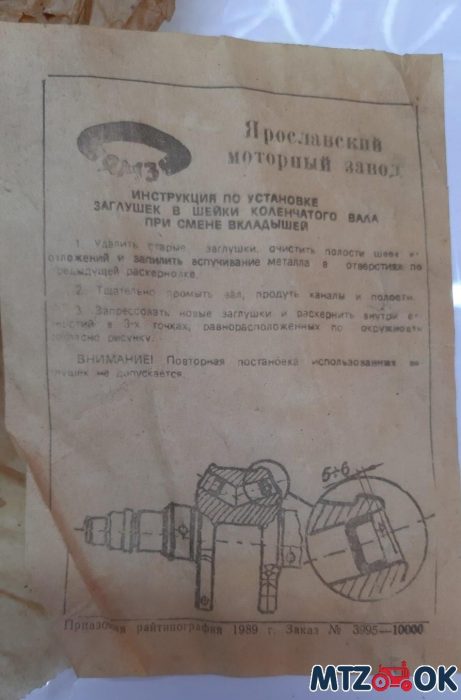 ЯМЗ
Ярославский
моторный завод
ИНСТРУКЦИЯ ПО УСТАНОВКЕ
ЗАГЛУШЕК В ШЕЙКИ КОЛЕНЧАТОГО ВАЛА
ПРИ СМЕНЕ ВКЛАДЫШЕЙ
1. Удалить старые заглушки, очистить полости шеек от
отложений и запилить вспучивание металла в отверстиях по
предыдущей раскерновке.
2. Тщательно промыть вал, продуть каналы и полости.
3. Запрессовать новые заглушки и раскернить внутри
в 3-х точках, равнорасположенных по окружности
согласно рисунку.
ВНИМАНИЕ! Повторная постановка использованных
не допускается.
5÷6
райтипография 1989 г. Заказ № 3995—10000
MTZ OK